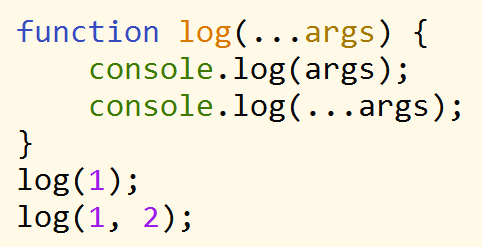 function log(...args) {
    console.log(args);
    console.log(...args);
}
log(1);
log(1, 2);